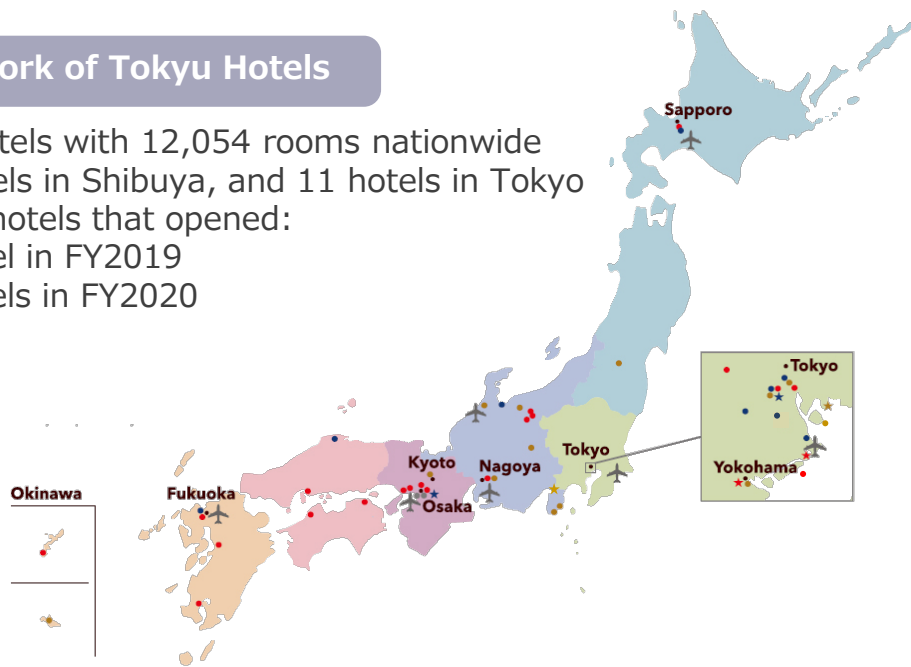 ork of Tokyu Hotels
tels with 12,054 rooms nationwide
els in Shibuya, and 11 hotels in Tokyo
hotels that opened:
el in FY2019
els in FY2020
Sapporo
Tokyo
Tokyo
Kyoto
Nagoya
Yokohama
Okinawa
Fukuoka
Osaka